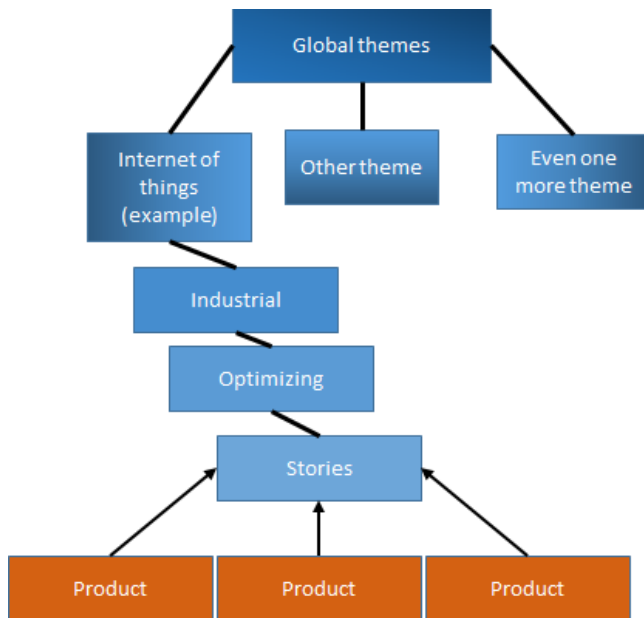 Global themes
Internet of
things
(example)
Other theme
Even one
more theme
Industrial
Optimizing
Stories
Product
Product
Product